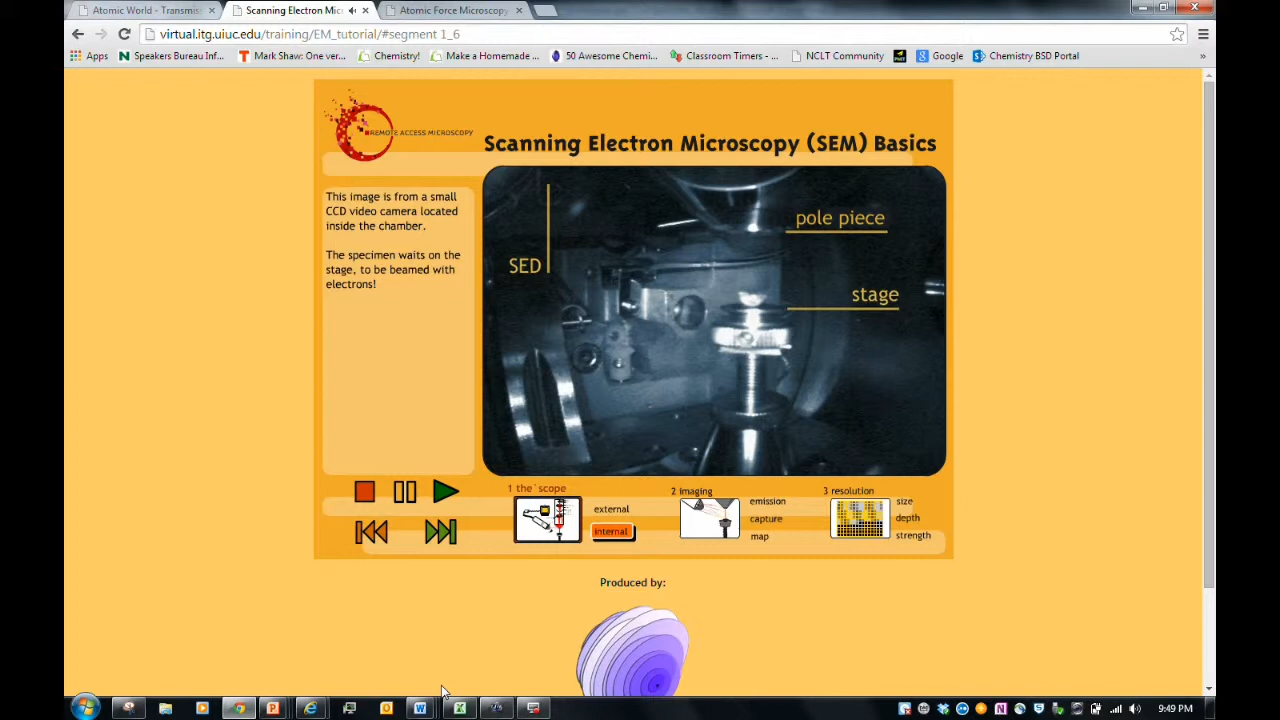 Atomic World - Transmiss
Scanning Electron Micr
Atomic Force Microscopy
virtual.itg.uiuc.edu/training/EM_tutorial/#segment 1_6
Apps
Speakers Bureau Inf...
Mark Shaw: One ver...
Chemistry!
Make a Homemade ...
50 Awesome Chemi...
Classroom Timers - ...
NCLT Community
Google
Chemistry BSD Portal
»
REMOTE ACCESS MICROSCOPY
Scanning Electron Microscopy (SEM) Basics
This image is from a small
CCD video camera located
inside the chamber.
The specimen waits on the
stage, to be beamed with
electrons!
SED
pole piece
stage
1 the`scope
external
internal
2 imaging
emission
capture
map
3 resolution
size
depth
strength
Produced by:
9:49 PM